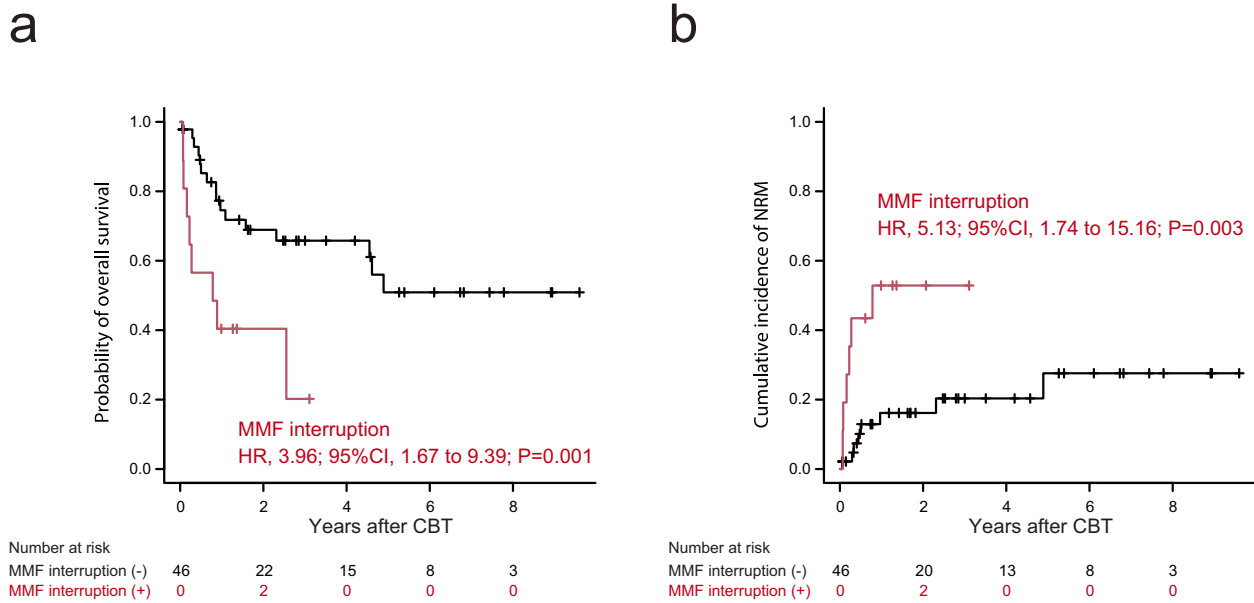 a
Probability of overall survival
1.0
0.8
0.6
0.4
0.2
0.0
MMF interruption
HR, 3.96; 95%CI, 1.67 to 9.39; P=0.001
0 2 4 6 8
Years after CBT
Number at risk
MMF interruption (-) 46 22 15 8 3
MMF interruption (+) 0 2 0 0 0
b
Cumulative incidence of NRM
1.0
0.8
0.6
0.4
0.2
0.0
MMF interruption
HR, 5.13; 95%CI, 1.74 to 15.16; P=0.003
0 2 4 6 8
Years after CBT
Number at risk
MMF interruption (-) 46 20 13 8 3
MMF interruption (+) 0 2 0 0 0